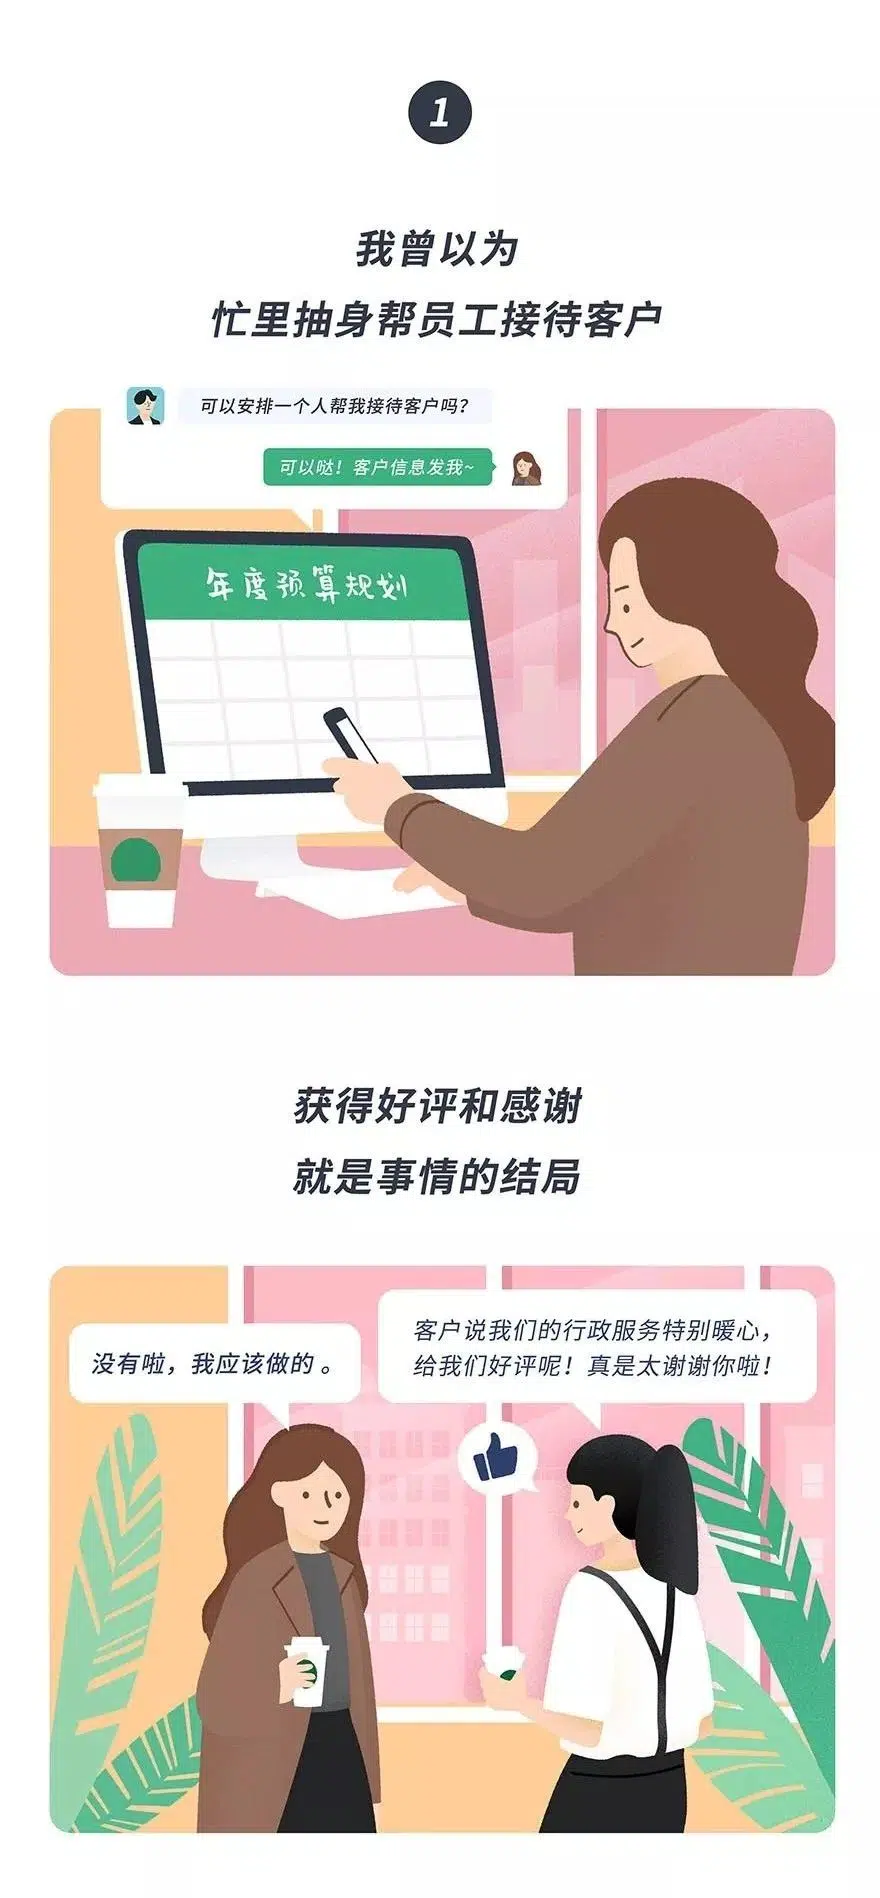 1
我曾以为
忙里抽身帮员工接待客户
可以安排一个人帮我接待客户吗？
可以哒！客户信息发我~
年度预算规划
获得好评和感谢
就是事情的结局
客户说我们的行政服务特别暖心，
给我们好评呢！真是太谢谢你啦！
没有啦，我应该做的。